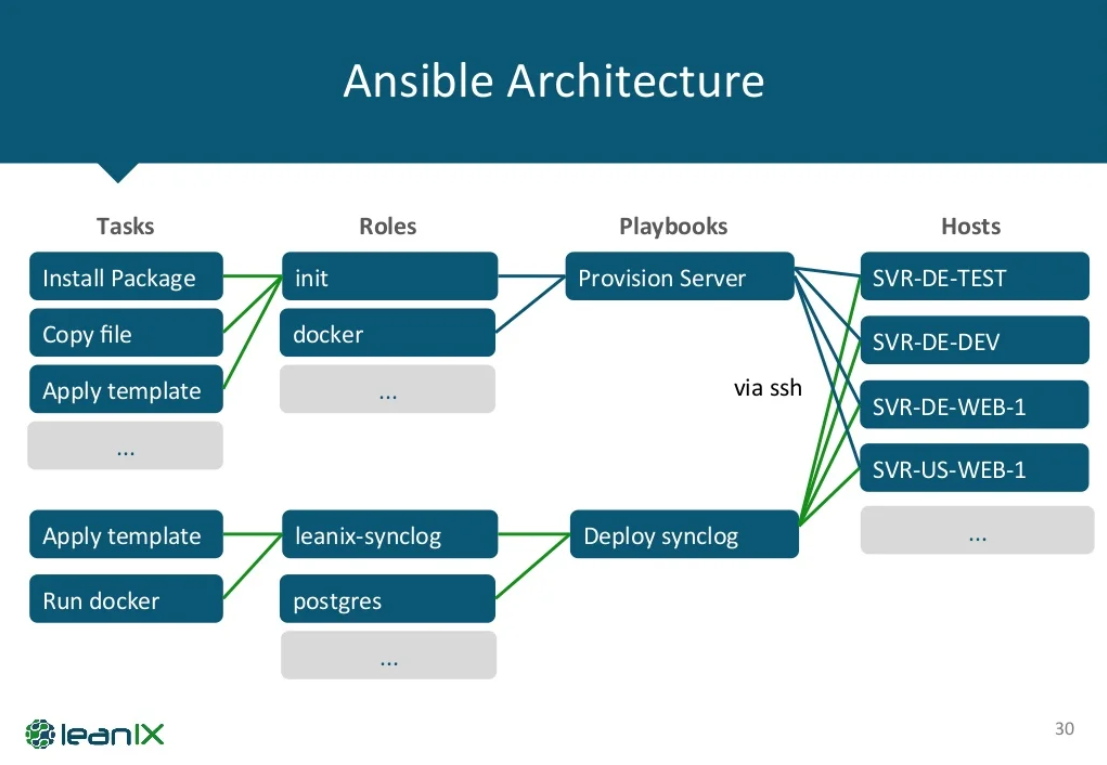 Ansible Architecture
Tasks
Roles
Playbooks
Hosts
Install Package
init
Provision Server
SVR-DE-TEST
Copy file
docker
SVR-DE-DEV
Apply template
...
via ssh
SVR-DE-WEB-1
...
SVR-US-WEB-1
Apply template
leanix-synclog
Deploy synclog
...
Run docker
postgres
...
leanIX
30